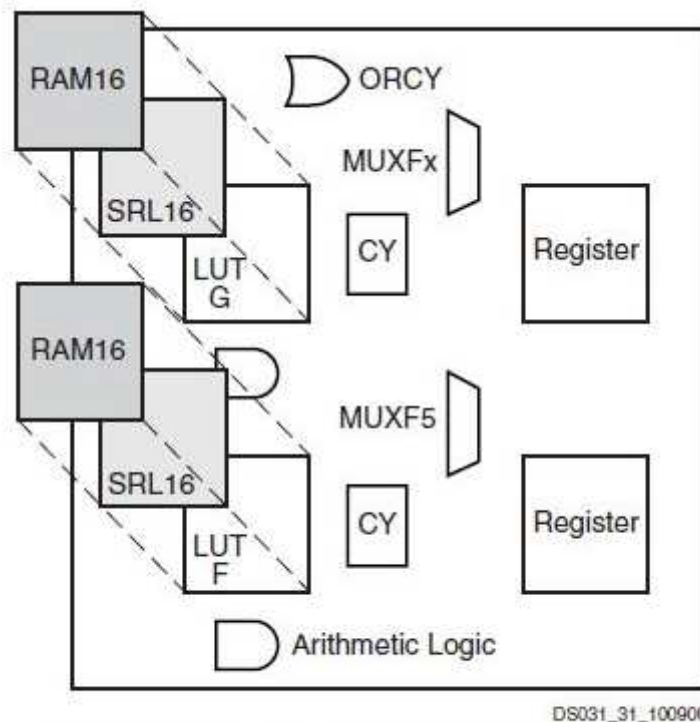 RAM16
ORCY
MUXFx
SRL16
CY
Register
LUT
G
RAM16
MUXF5
SRL16
CY
Register
LUT
F
Arithmetic Logic